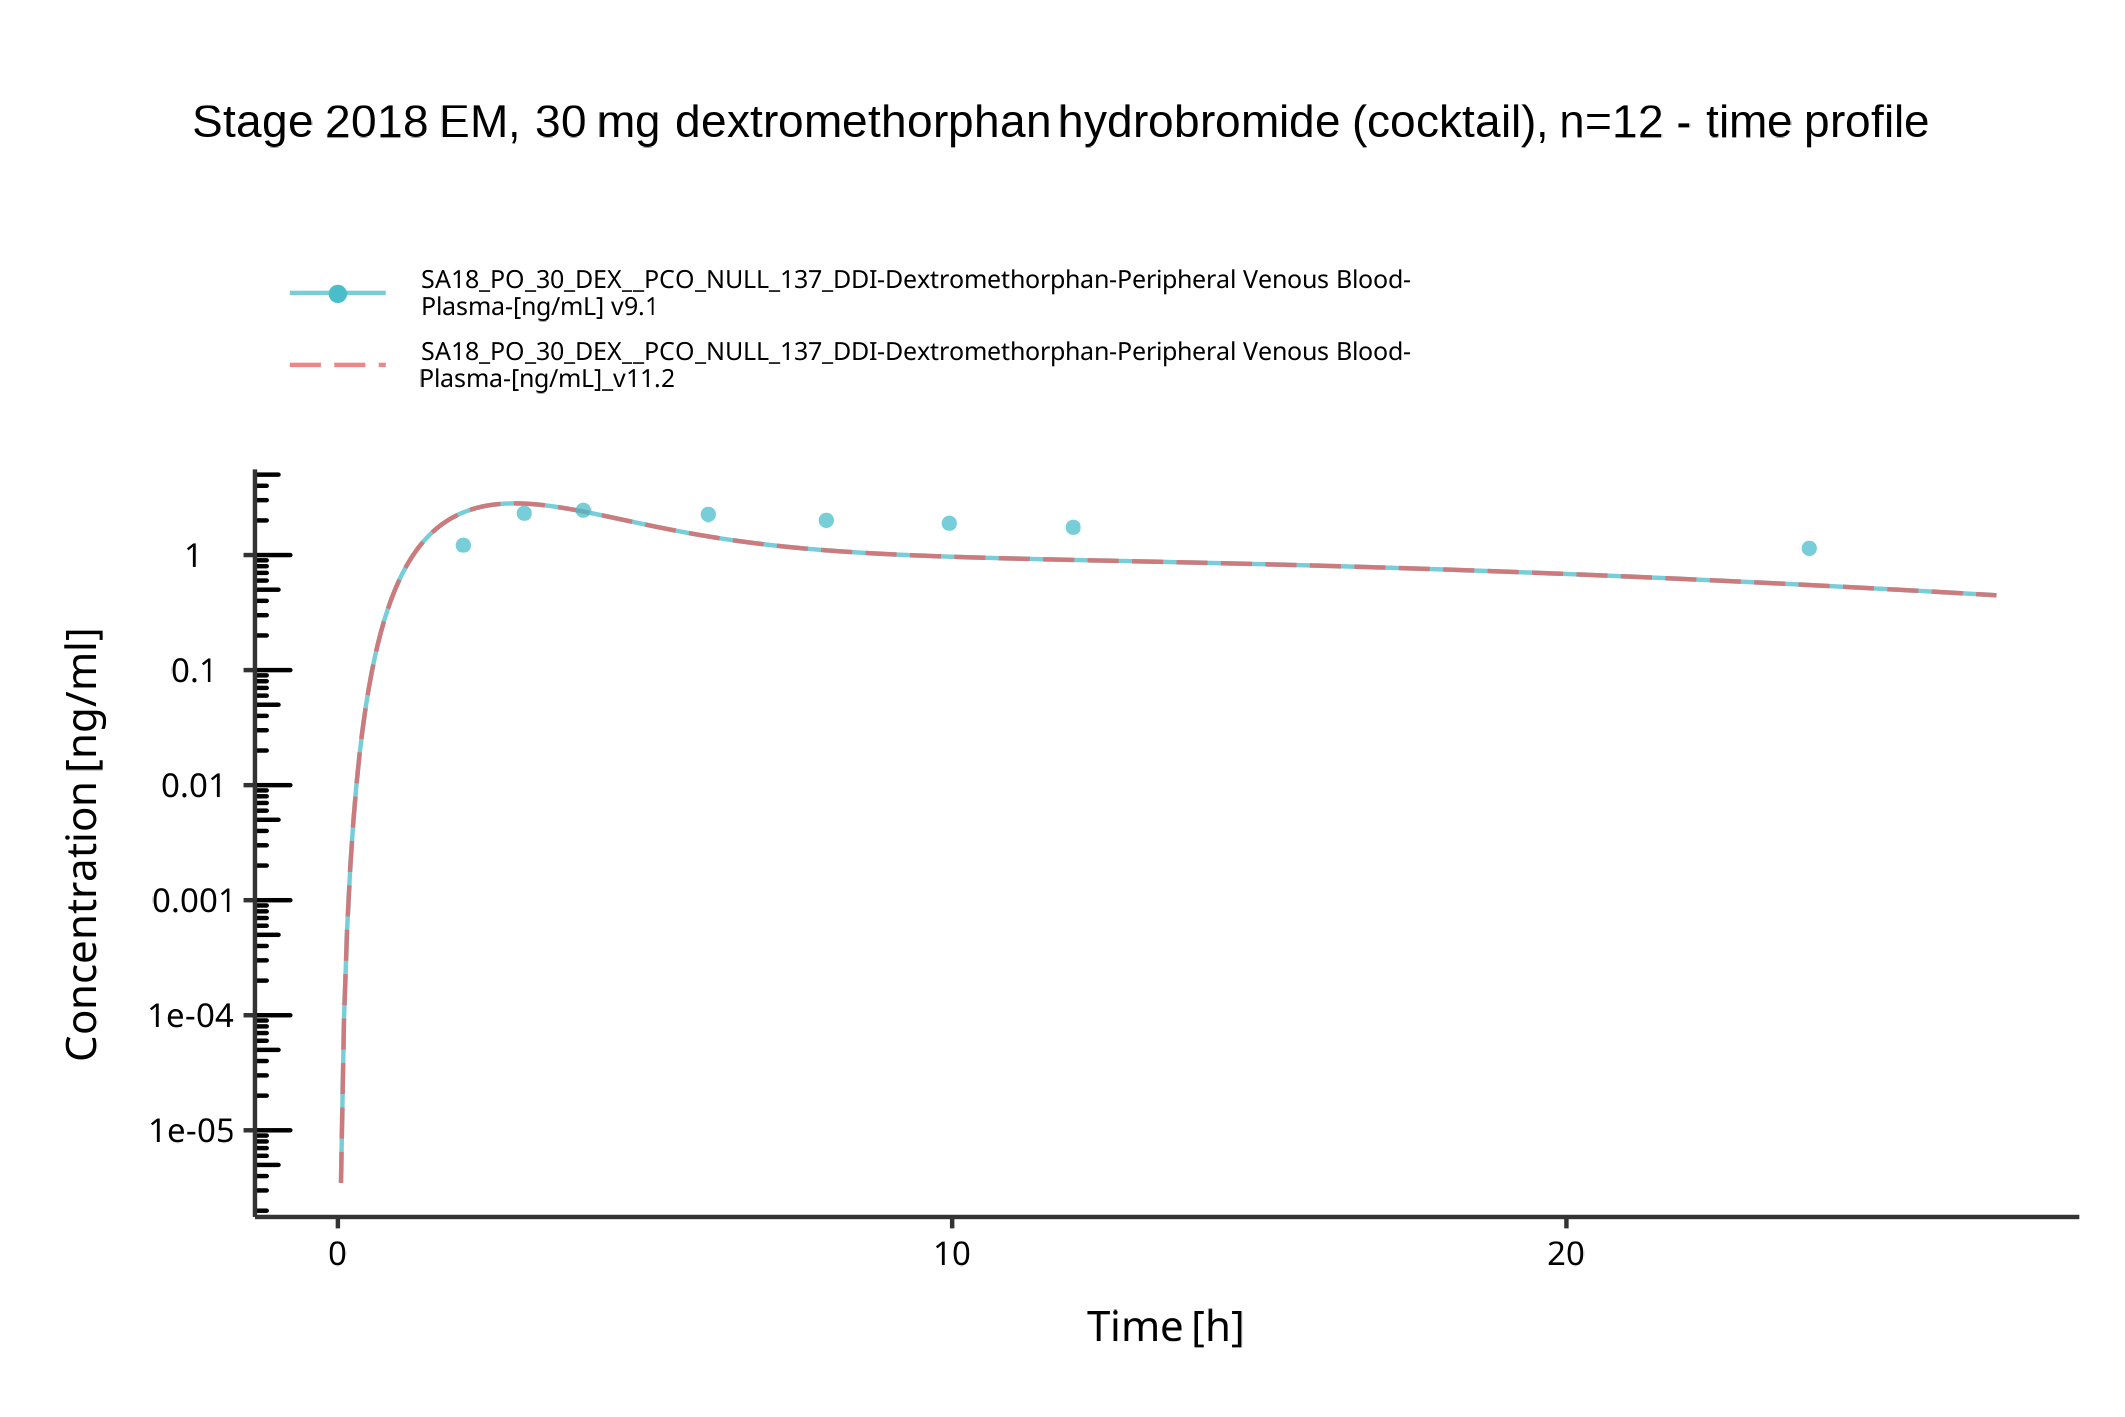 Stage 2018 EM, 30 mg dextromethorphan hydrobromide (cocktail), n=12 - time profile
SA18_PO_30_DEX__PCO_NULL_137_DDI-Dextromethorphan-Peripheral Venous Blood-
Plasma-[ng/mL] v9.1
SA18_PO_30_DEX__PCO_NULL_137_DDI-Dextromethorphan-Peripheral Venous Blood-
Plasma-[ng/mL]_v11.2
Concentration [ng/ml]
1
0.1
0.01
0.001
1e-04
1e-05
0 10 20
Time [h]